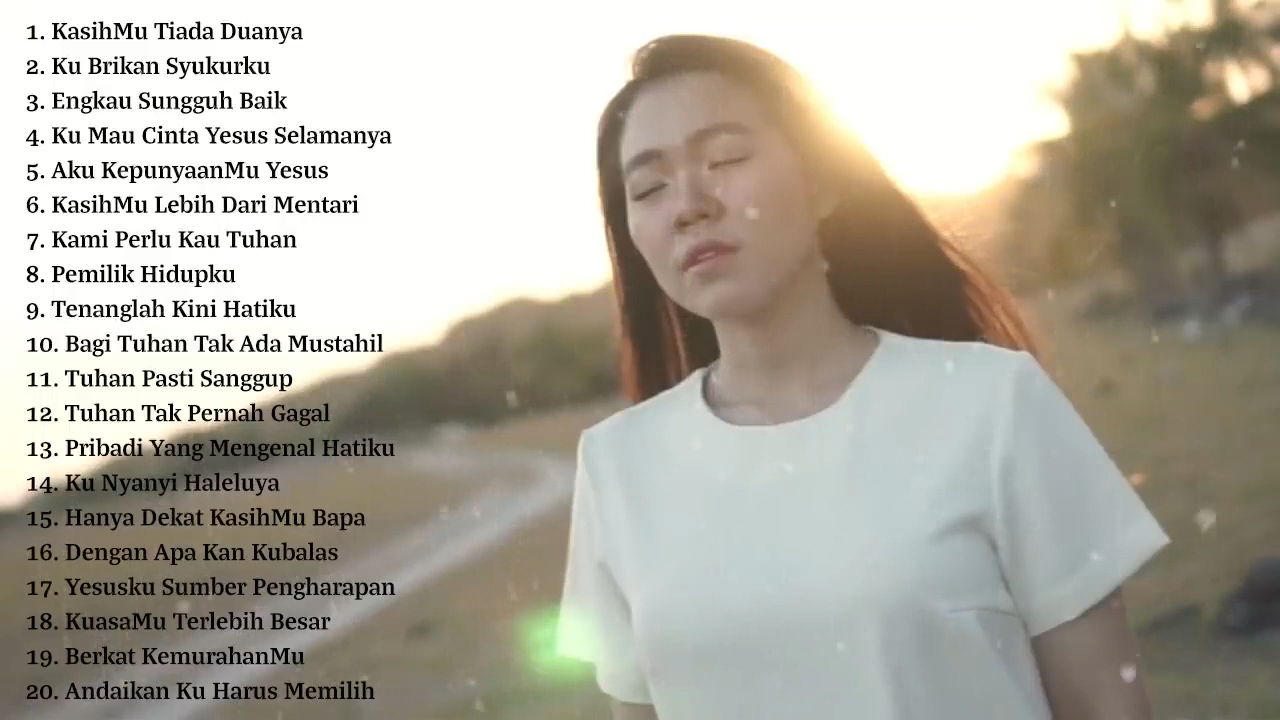 1. KasihMu Tiada Duanya
2. Ku Brikan Syukurku
3. Engkau Sungguh Baik
4. Ku Mau Cinta Yesus Selamanya
5. Aku KepunyaanMu Yesus
6. KasihMu Lebih Dari Mentari
7. Kami Perlu Kau Tuhan
8. Pemilik Hidupku
9. Tenanglah Kini Hatiku
10. Bagi Tuhan Tak Ada Mustahil
11. Tuhan Pasti Sanggup
12. Tuhan Tak Pernah Gagal
13. Pribadi Yang Mengenal Hatiku
14. Ku Nyanyi Haleluya
15. Hanya Dekat KasihMu Bapa
16. Dengan Apa Kan Kubalas
17. Yesusku Sumber Pengharapan
18. KuasaMu Terlebih Besar
19. Berkat KemurahanMu
20. Andaikan Ku Harus Memilih